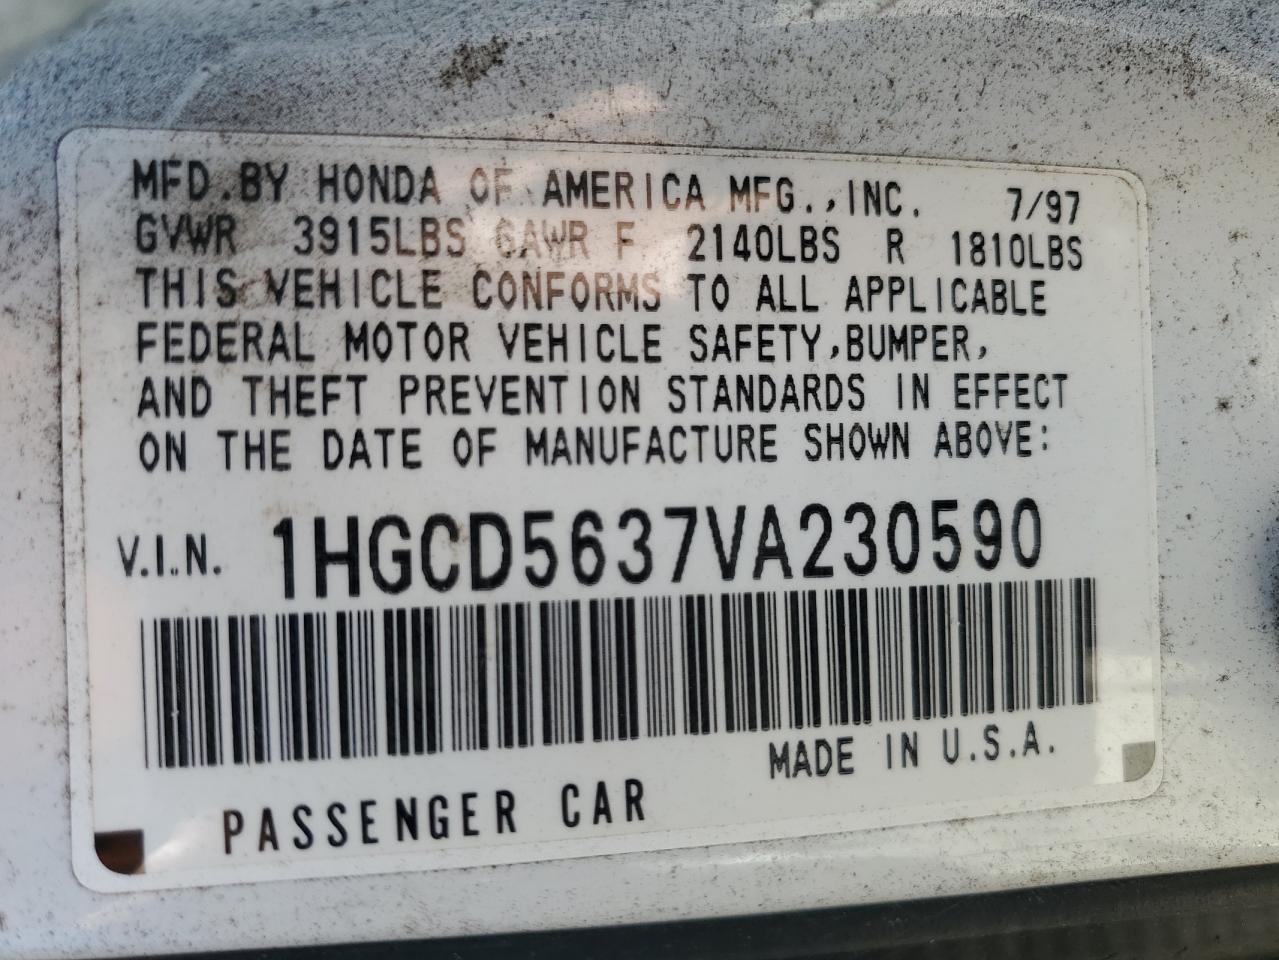 MFD.BY HONDA OF AMERICA MFG.,INC. 7/97
GVWR 3915LBS GAWR F 2140LBS R 1810LBS
THIS VEHICLE CONFORMS TO ALL APPLICABLE
FEDERAL MOTOR VEHICLE SAFETY,BUMPER,
AND THEFT PREVENTION STANDARDS IN EFFECT
ON THE DATE OF MANUFACTURE SHOWN ABOVE:
V.I.N. 1HGCD5637VA230590
MADE IN U.S.A.
PASSENGER CAR